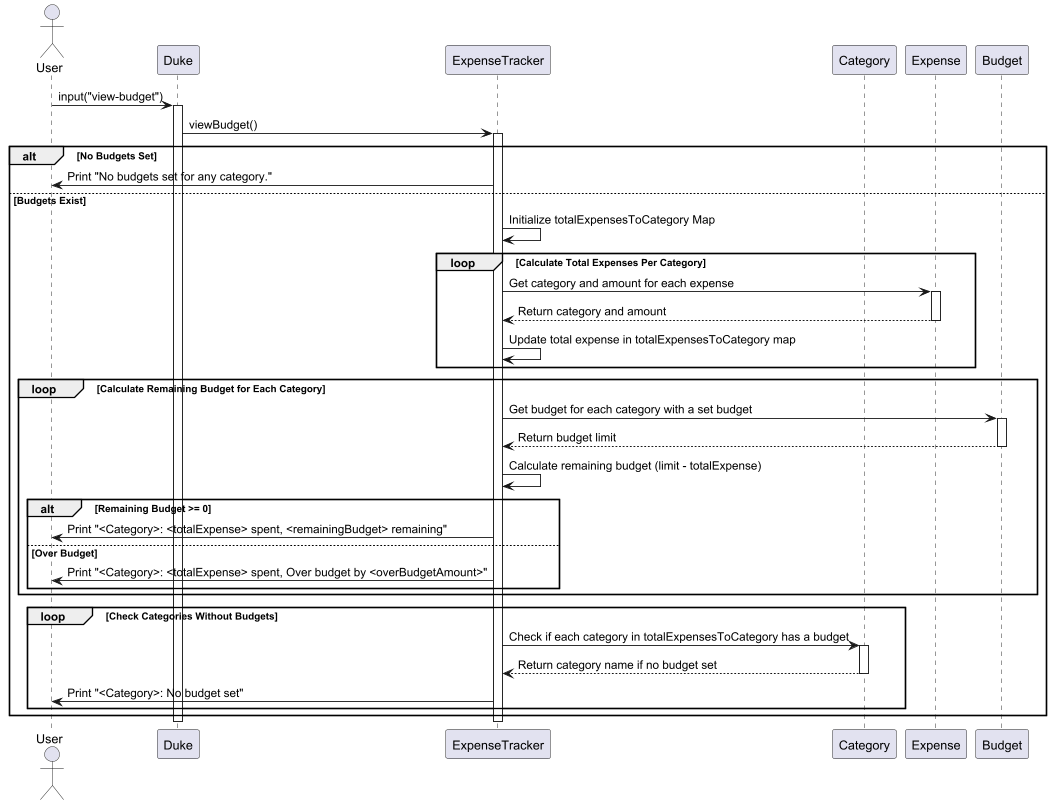 User
Duke
ExpenseTracker
Category
Expense
Budget
input("view-budget")
viewBudget()
alt
[No Budgets Set]
Print "No budgets set for any category."
[Budgets Exist]
Initialize totalExpensesToCategory Map
loop
[Calculate Total Expenses Per Category]
Get category and amount for each expense
Return category and amount
Update total expense in totalExpensesToCategory map
loop
[Calculate Remaining Budget for Each Category]
Get budget for each category with a set budget
Return budget limit
Calculate remaining budget (limit - totalExpense)
alt
[Remaining Budget >= 0]
Print "<Category>: <totalExpense> spent, <remainingBudget> remaining"
[Over Budget]
Print "<Category>: <totalExpense> spent, Over budget by <overBudgetAmount>"
loop
[Check Categories Without Budgets]
Check if each category in totalExpensesToCategory has a budget
Return category name if no budget set
Print "<Category>: No budget set"
User
Duke
ExpenseTracker
Category
Expense
Budget